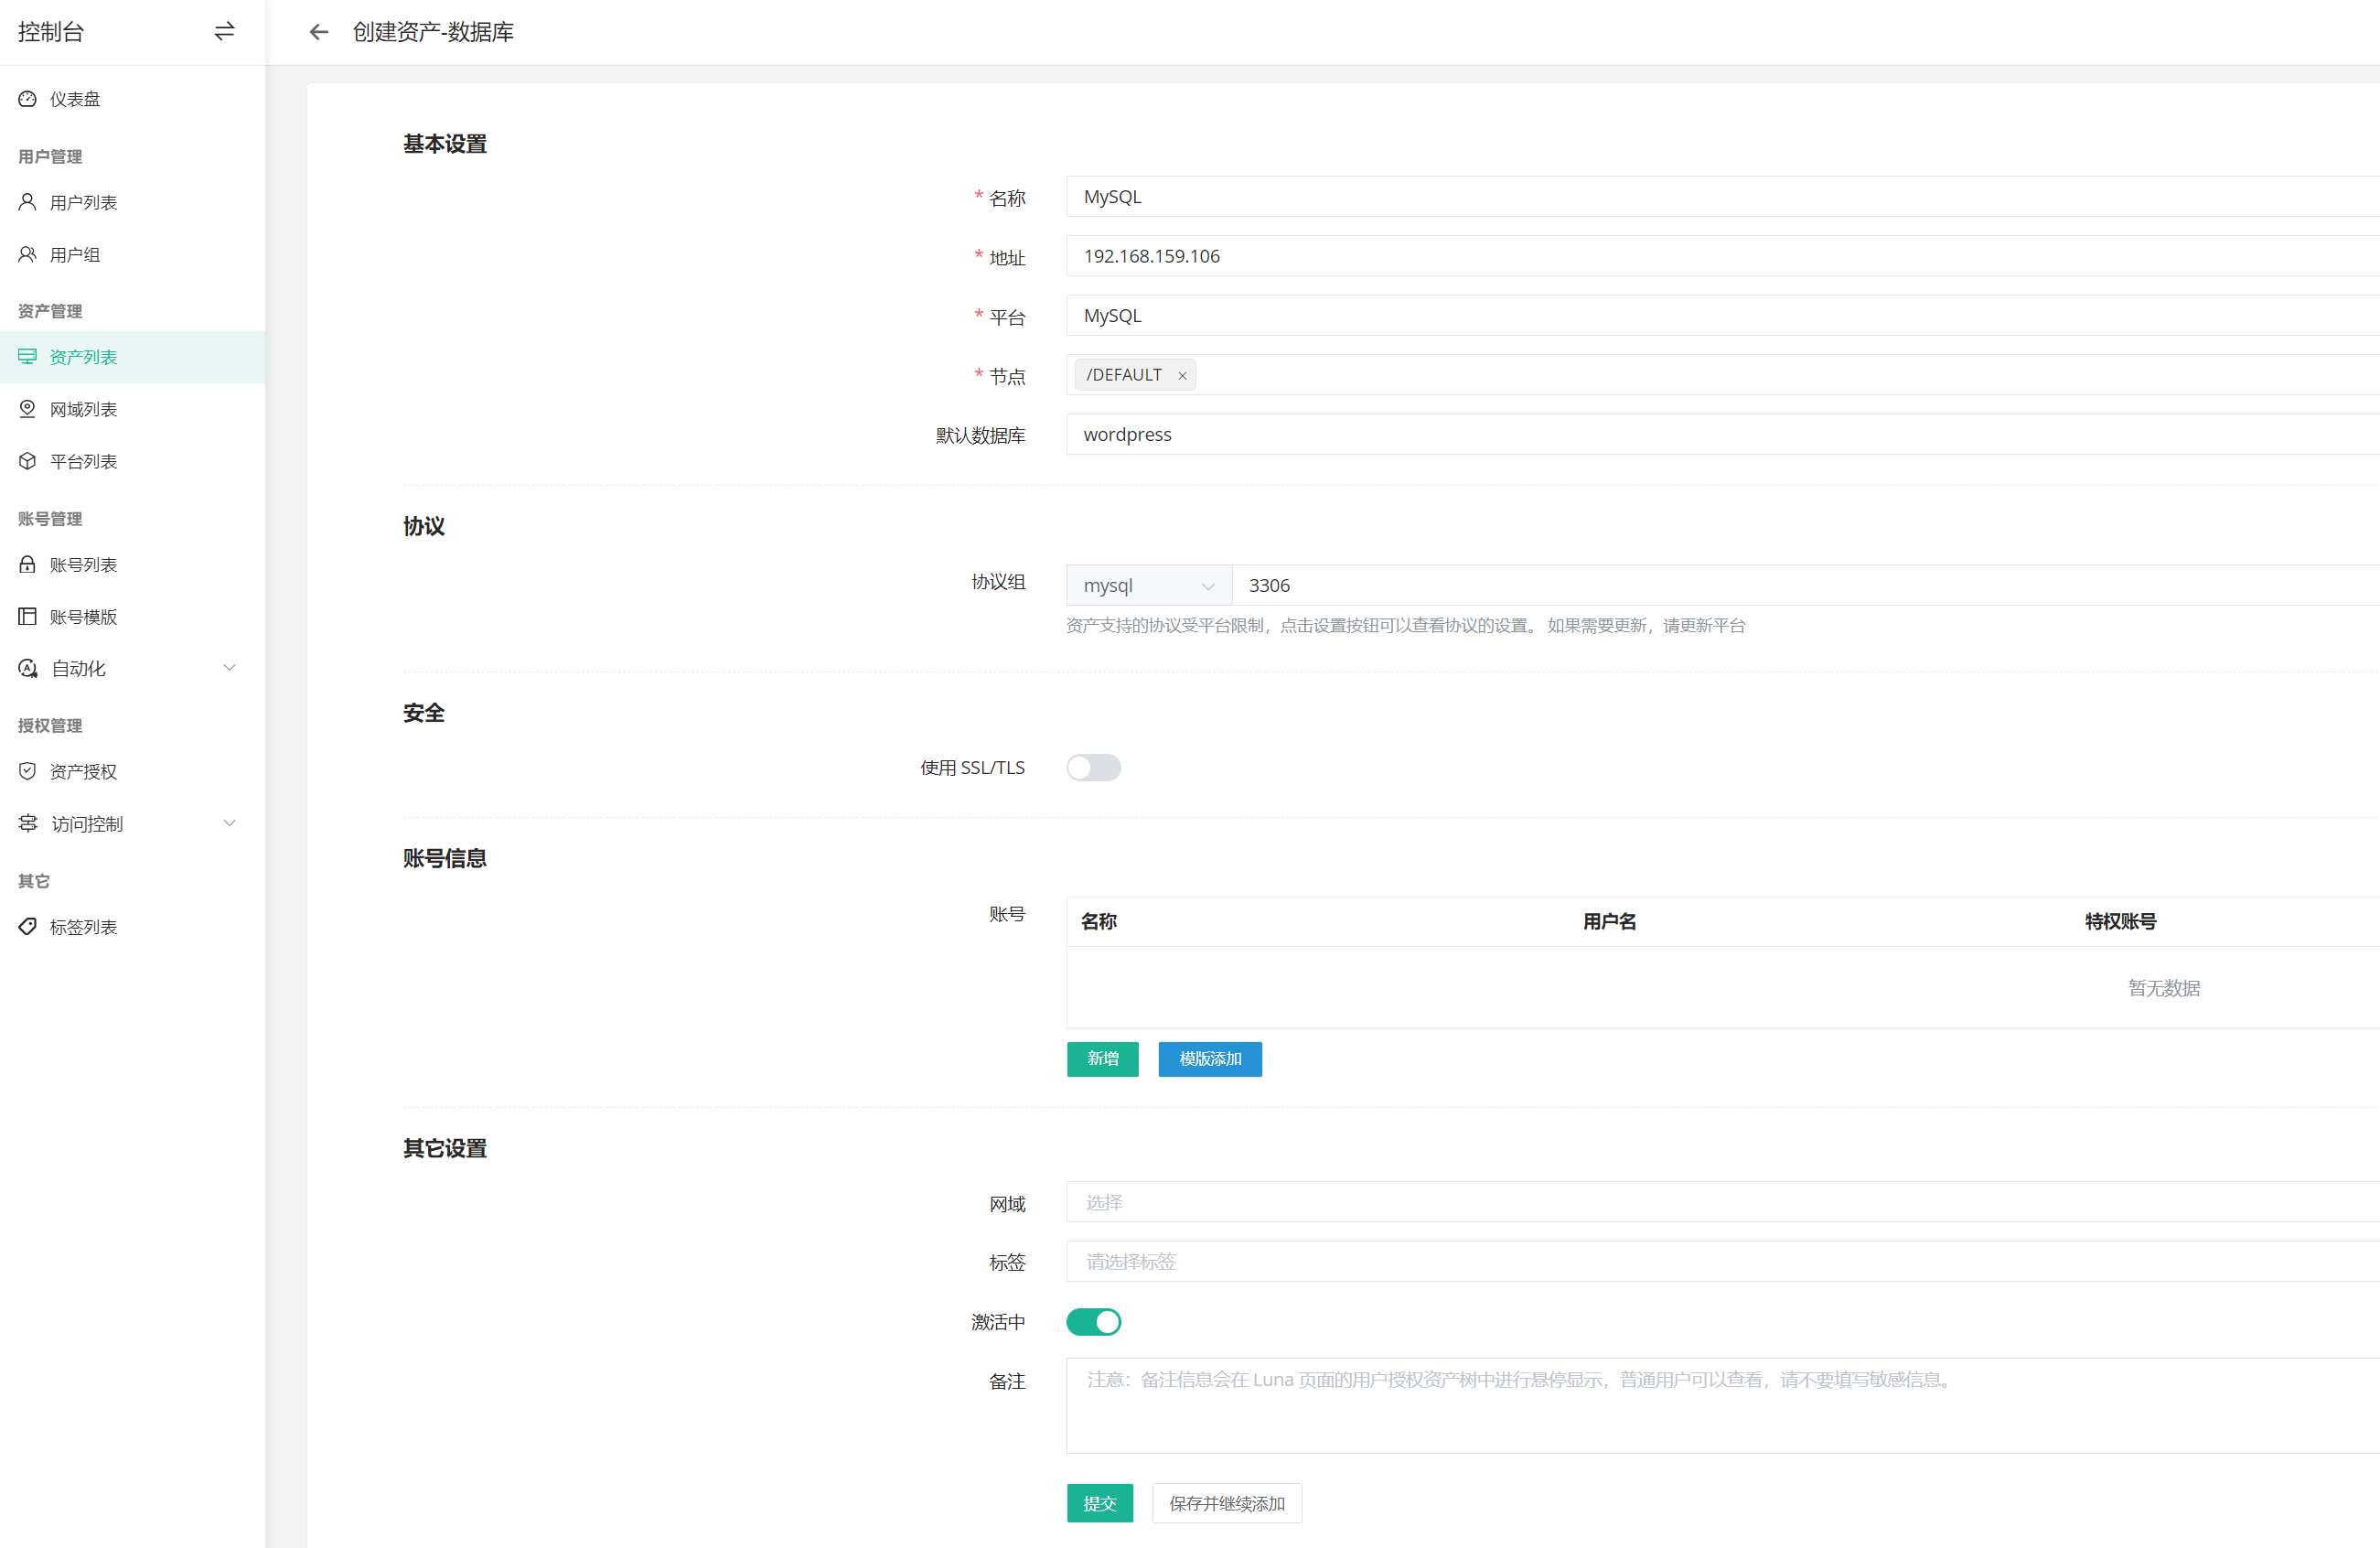 控制台
仪表盘
用户管理
用户列表
用户组
资产管理
资产列表
网域列表
平台列表
账号管理
账号列表
账号模版
自动化
授权管理
资产授权
访问控制
其它
标签列表
创建资产-数据库
基本设置
* 名称 MySQL
* 地址 192.168.159.106
* 平台 MySQL
* 节点 /DEFAULT ×
默认数据库 wordpress
协议
协议组 mysql 3306
资产支持的协议受平台限制，点击设置按钮可以查看协议的设置。 如果需要更新，请更新平台
安全
使用 SSL/TLS
账号信息
账号 名称 用户名 特权账号
暂无数据
新增 模版添加
其它设置
网域 选择
标签 请选择标签
激活中
备注 注意：备注信息会在 Luna 页面的用户授权资产树中进行悬停显示，普通用户可以查看，请不要填写敏感信息。
提交 保存并继续添加